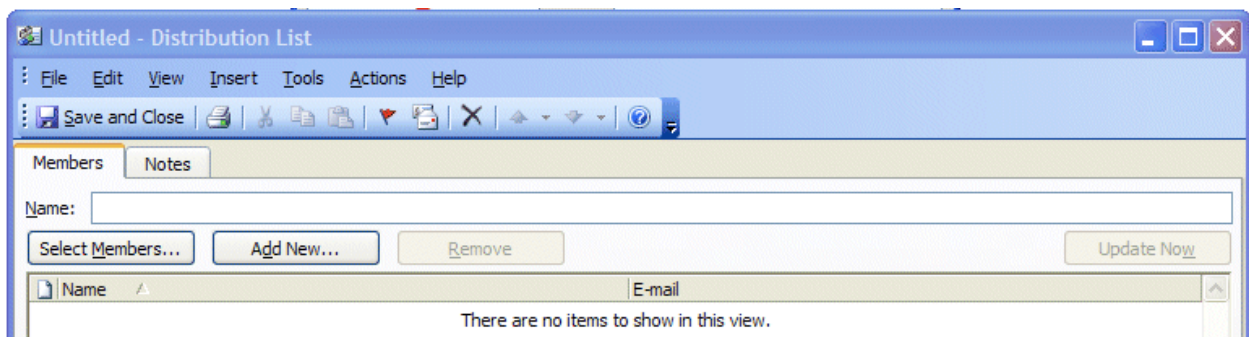 Untitled - Distribution List
File Edit View Insert Tools Actions Help
Save and Close
Members Notes
Name:
Select Members... Add New... Remove Update Now
Name E-mail
There are no items to show in this view.